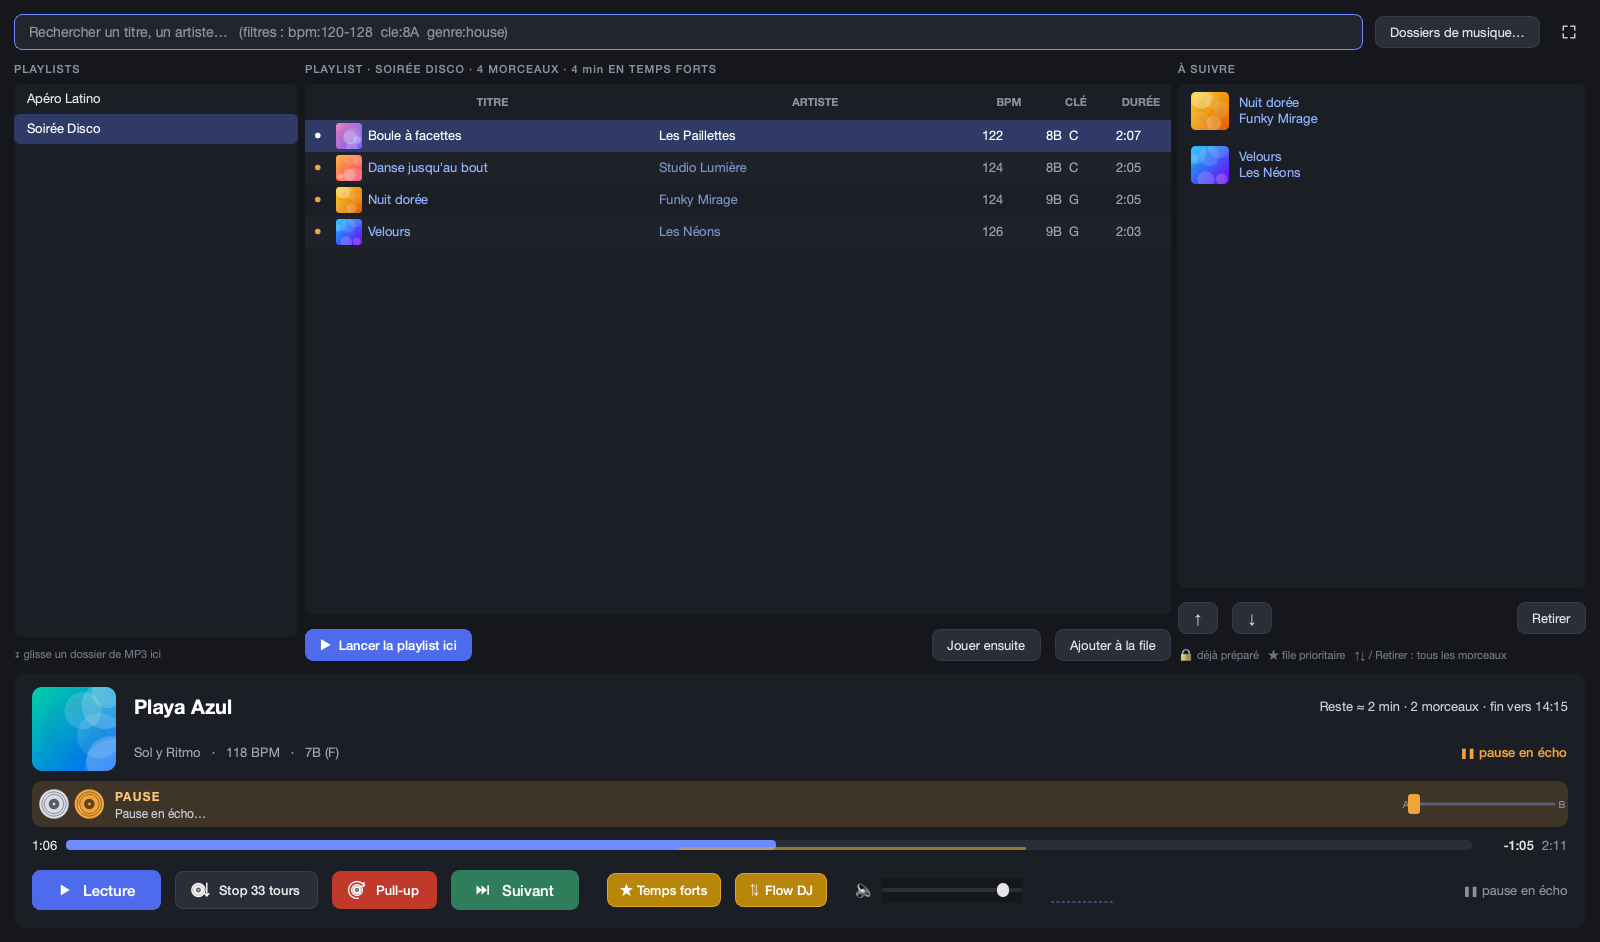 Rechercher un titre, un artiste… (filtres : bpm:120-128 cle:8A genre:house)
Dossiers de musique…
PLAYLISTS
Apéro Latino
Soirée Disco
↕ glisse un dossier de MP3 ici
PLAYLIST · SOIRÉE DISCO · 4 MORCEAUX · 4 min EN TEMPS FORTS
TITRE ARTISTE BPM CLÉ DURÉE
Boule à facettes Les Paillettes 122 8B C 2:07
Danse jusqu'au bout Studio Lumière 124 8B C 2:05
Nuit dorée Funky Mirage 124 9B G 2:05
Velours Les Néons 126 9B G 2:03
Lancer la playlist ici
Jouer ensuite
Ajouter à la file
À SUIVRE
Nuit dorée
Funky Mirage
Velours
Les Néons
↑ ↓ Retirer
🔒 déjà préparé ★ file prioritaire ↑↓ / Retirer : tous les morceaux
Playa Azul
Reste ≈ 2 min · 2 morceaux · fin vers 14:15
Sol y Ritmo · 118 BPM · 7B (F)
❚❚ pause en écho
PAUSE
Pause en écho…
A B
1:06 -1:05 2:11
Lecture
Stop 33 tours
Pull-up
Suivant
★ Temps forts
⇅ Flow DJ
❚❚ pause en écho